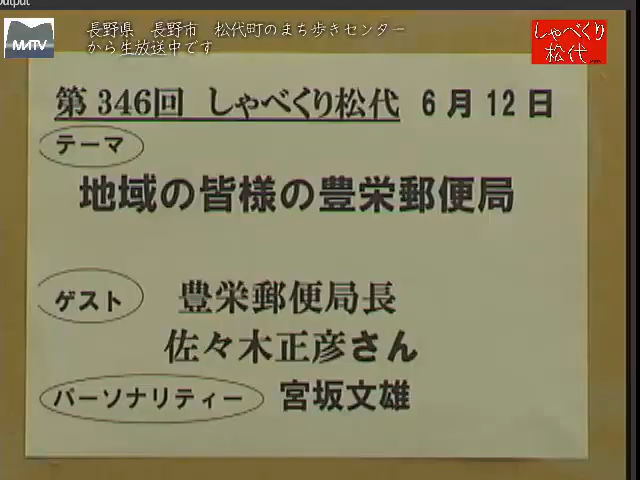 Output
MATV
長野県　長野市　松代町のまち歩きセンター
から生放送中です
しゃべくり
松代
第346回 しゃべくり松代 6月12日
テーマ
地域の皆様の豊栄郵便局
ゲスト 豊栄郵便局長
佐々木正彦さん
パーソナリティー 宮坂文雄